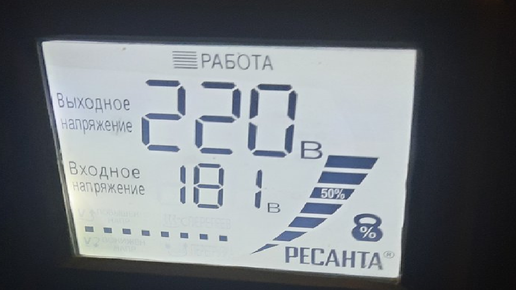 РАБОТА
Выходное
напряжение
220 В
Входное
напряжение
181 В
50%
%
РЕСАНТА®